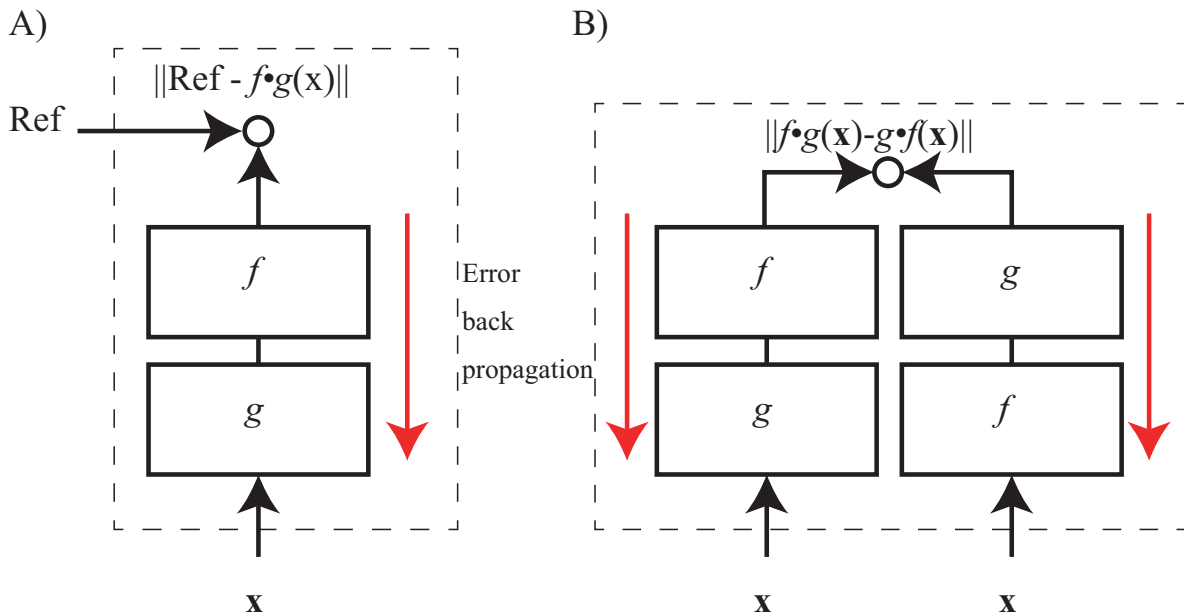 A)
||Ref - f•g(x)||
Ref
f
g
x
Error
back
propagation
B)
||f•g(x)-g•f(x)||
f
g
g
f
x
x